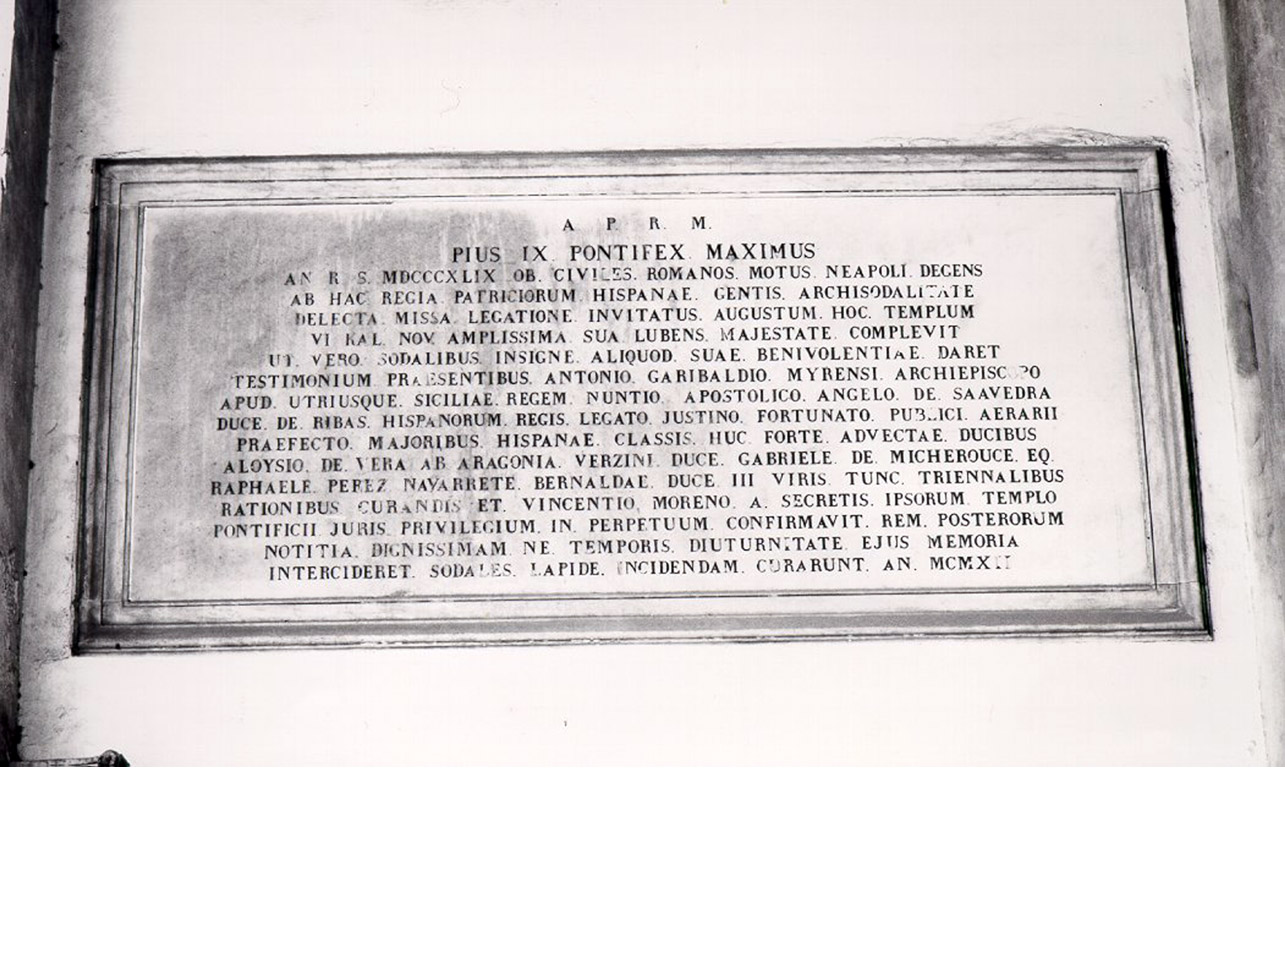 A P R. M.
PIUS IX PONTIFEX MAXIMUS
AN R S. MDCCCXLIX OB. CIVILES. ROMANOS. MOTUS. NEAPOLI. DEGENS
AB HAC REGIA. PATRICIORUM. HISPANAE. GENTIS. ARCHISODALITATE
DELECTA. MISSA. LEGATIONE. INVITATUS. AUGUSTUM. HOC. TEMPLUM
VI KAL. NOV. AMPLISSIMA. SUA. LUBENS. MAJESTATE. COMPLEVIT
UT. VERO. SODALIBUS. INSIGNE. ALIQUOD. SUAE. BENIVOLENTIAE. DARET
TESTIMONIUM. PRAESENTIBUS. ANTONIO. GARIBALDIO. MYRENSI. ARCHIEPISCOPO
APUD. UTRIUSQUE. SICILIAE. REGEM. NUNTIO. APOSTOLICO. ANGELO. DE. SAAVEDRA
DUCE. DE. RIBAS. HISPANORUM. REGIS. LEGATO. JUSTINO. FORTUNATO. PUBLICI. AERARII
PRAEFECTO. MAJORIBUS. HISPANAE. CLASSIS. HUC. FORTE. ADVECTAE. DUCIBUS
ALOYSIO. DE. VERA AB ARAGONIA. VERZINI. DUCE. GABRIELE. DE. MICHEROUCE. EQ.
RAPHAELE. PEREZ NAVARRETE. BERNALDAE. DUCE. III VIRIS. TUNC. TRIENNALIBUS
RATIONIBUS CURANDIS ET. VINCENTIO. MORENO. A. SECRETIS. IPSORUM. TEMPLO
PONTIFICII. JURIS. PRIVILEGIUM. IN. PERPETUUM. CONFIRMAVIT. REM. POSTERORUM
NOTITIA. DIGNISSIMAM. NE. TEMPORIS. DIUTURNITATE. EJUS MEMORIA
INTERCIDERET. SODALES. LAPIDE. INCIDENDAM. CURARUNT. AN.